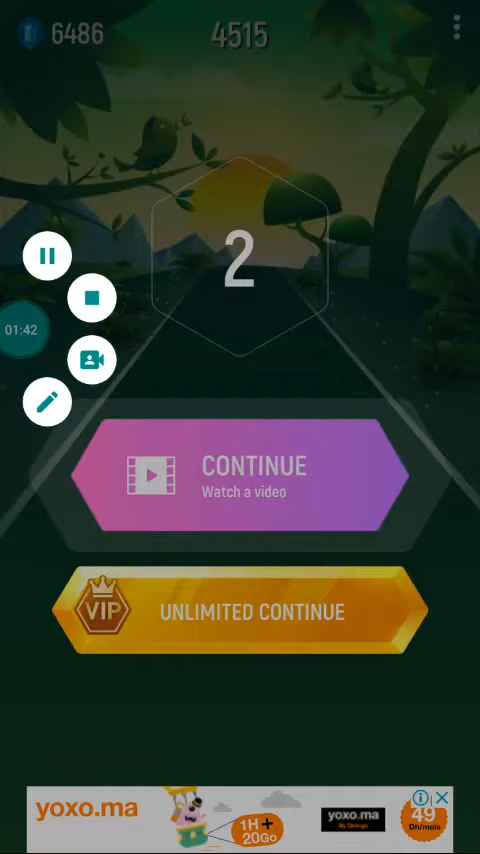 6486
4515
2
01:42
CONTINUE
Watch a video
VIP
UNLIMITED CONTINUE
yoxo.ma
1H +
20Go
yoxo.ma
By Orange
49
Dh/mois